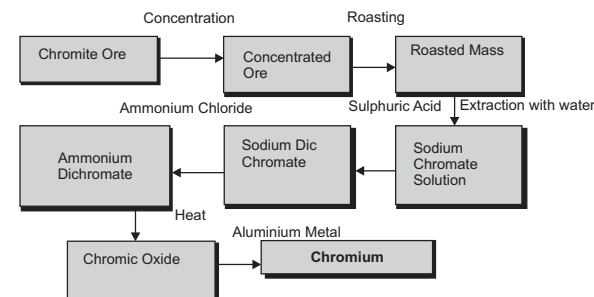 Concentration
Roasting
Chromite Ore
Concentrated
Ore
Roasted Mass
Ammonium Chloride
Sulphuric Acid
Extraction with water
Ammonium
Dichromate
Sodium Dic
Chromate
Sodium
Chromate
Solution
Heat
Aluminium Metal
Chromic Oxide
Chromium